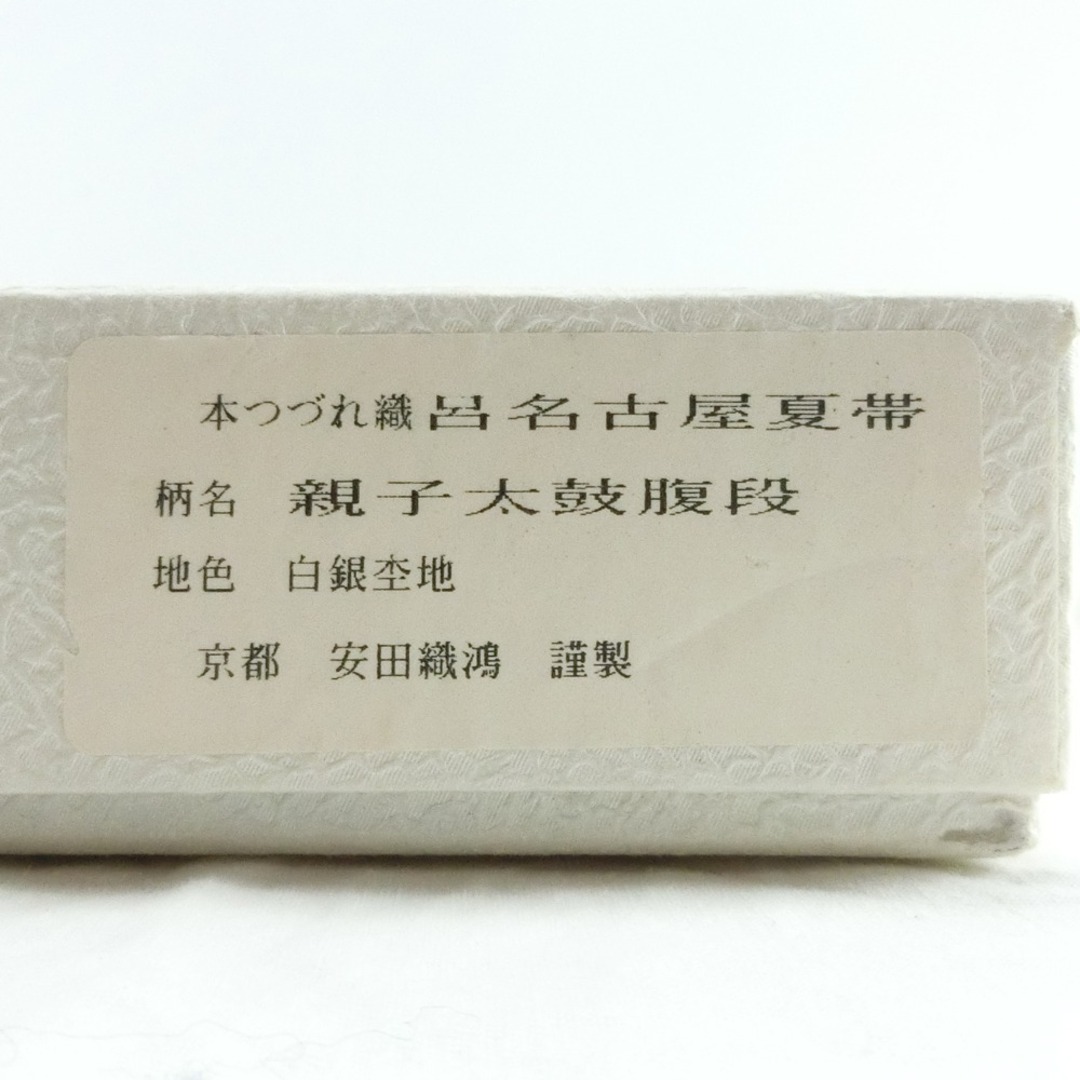 本つづれ織 呂名古屋夏帯
柄名 親子太鼓腹段
地色 白銀杢地
京都 安田織鴻 謹製